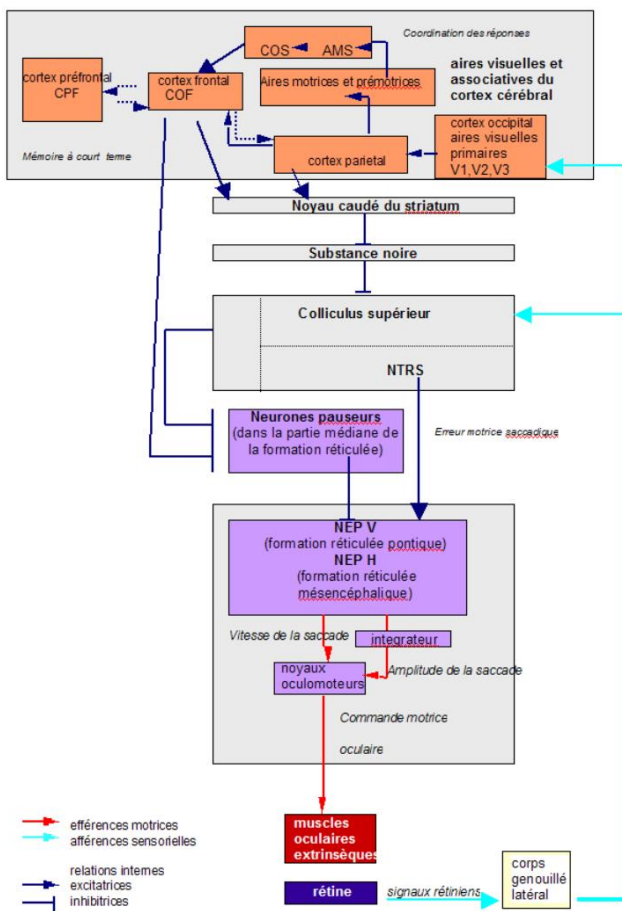 Coordination des réponses
COS AMS
aires visuelles et
associatives du
cortex cérébral
cortex préfrontal
CPF
cortex frontal
COF
Aires motrices et prémotrices
cortex occipital
aires visuelles
primaires
V1,V2,V3
cortex parietal
Mémoire à court terme
Noyau caudé du striatum
Substance noire
Colliculus supérieur
NTRS
Neurones pauseurs
(dans la partie médiane de
la formation réticulée)
Erreur motrice saccadique
NEP V
(formation réticulée pontique)
NEP H
(formation réticulée
mésencéphalique)
Vitesse de la saccade
integrateur
noyaux
oculomoteurs
Amplitude de la saccade
Commande motrice
oculaire
efférences motrices
afférences sensorielles
relations internes
excitatrices
inhibitrices
muscles
oculaires
extrinsèques
rétine
signaux rétiniens
corps
genouillé
latéral